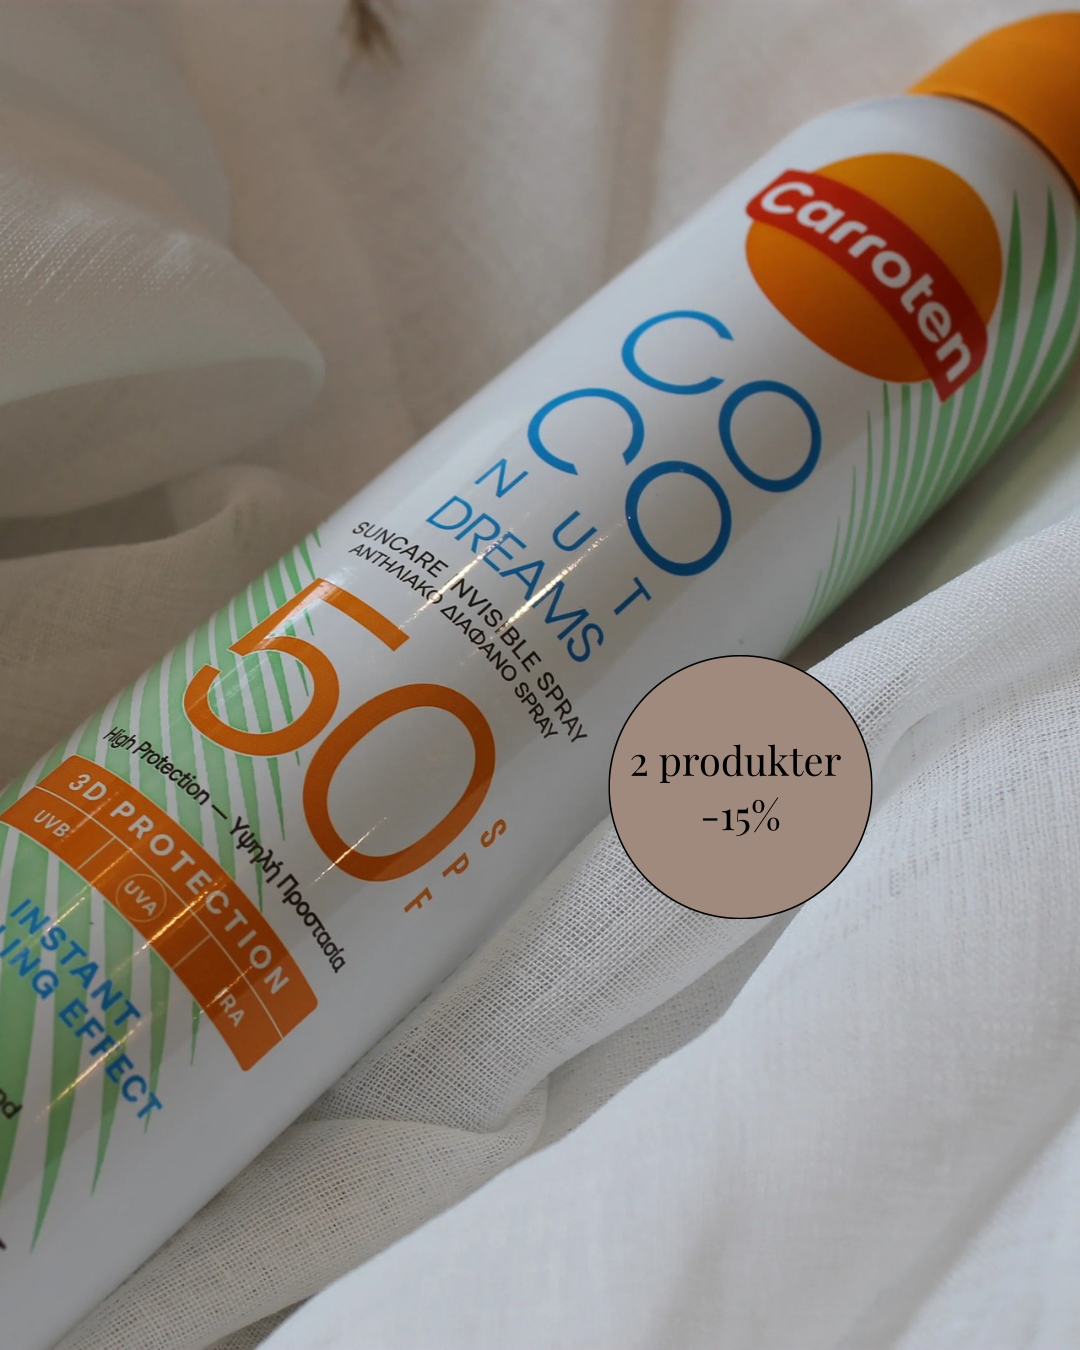 Carroten
COCO
NUT
DREAMS
SUNCARE INVISIBLE SPRAY
ΑΝΤΗΛΙΑΚΟ ΔΙΑΦΑΝΟ SPRAY
50
SPF
High Protection — Υψηλή Προστασία
3D PROTECTION
UVB
UVA
INSTANT
EFFECT
2 produkter
-15%